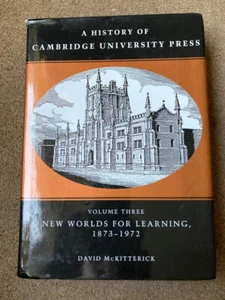 A HISTORY OF
CAMBRIDGE UNIVERSITY PRESS
VOLUME THREE
NEW WORLDS FOR LEARNING,
1873–1972
DAVID McKITTERICK